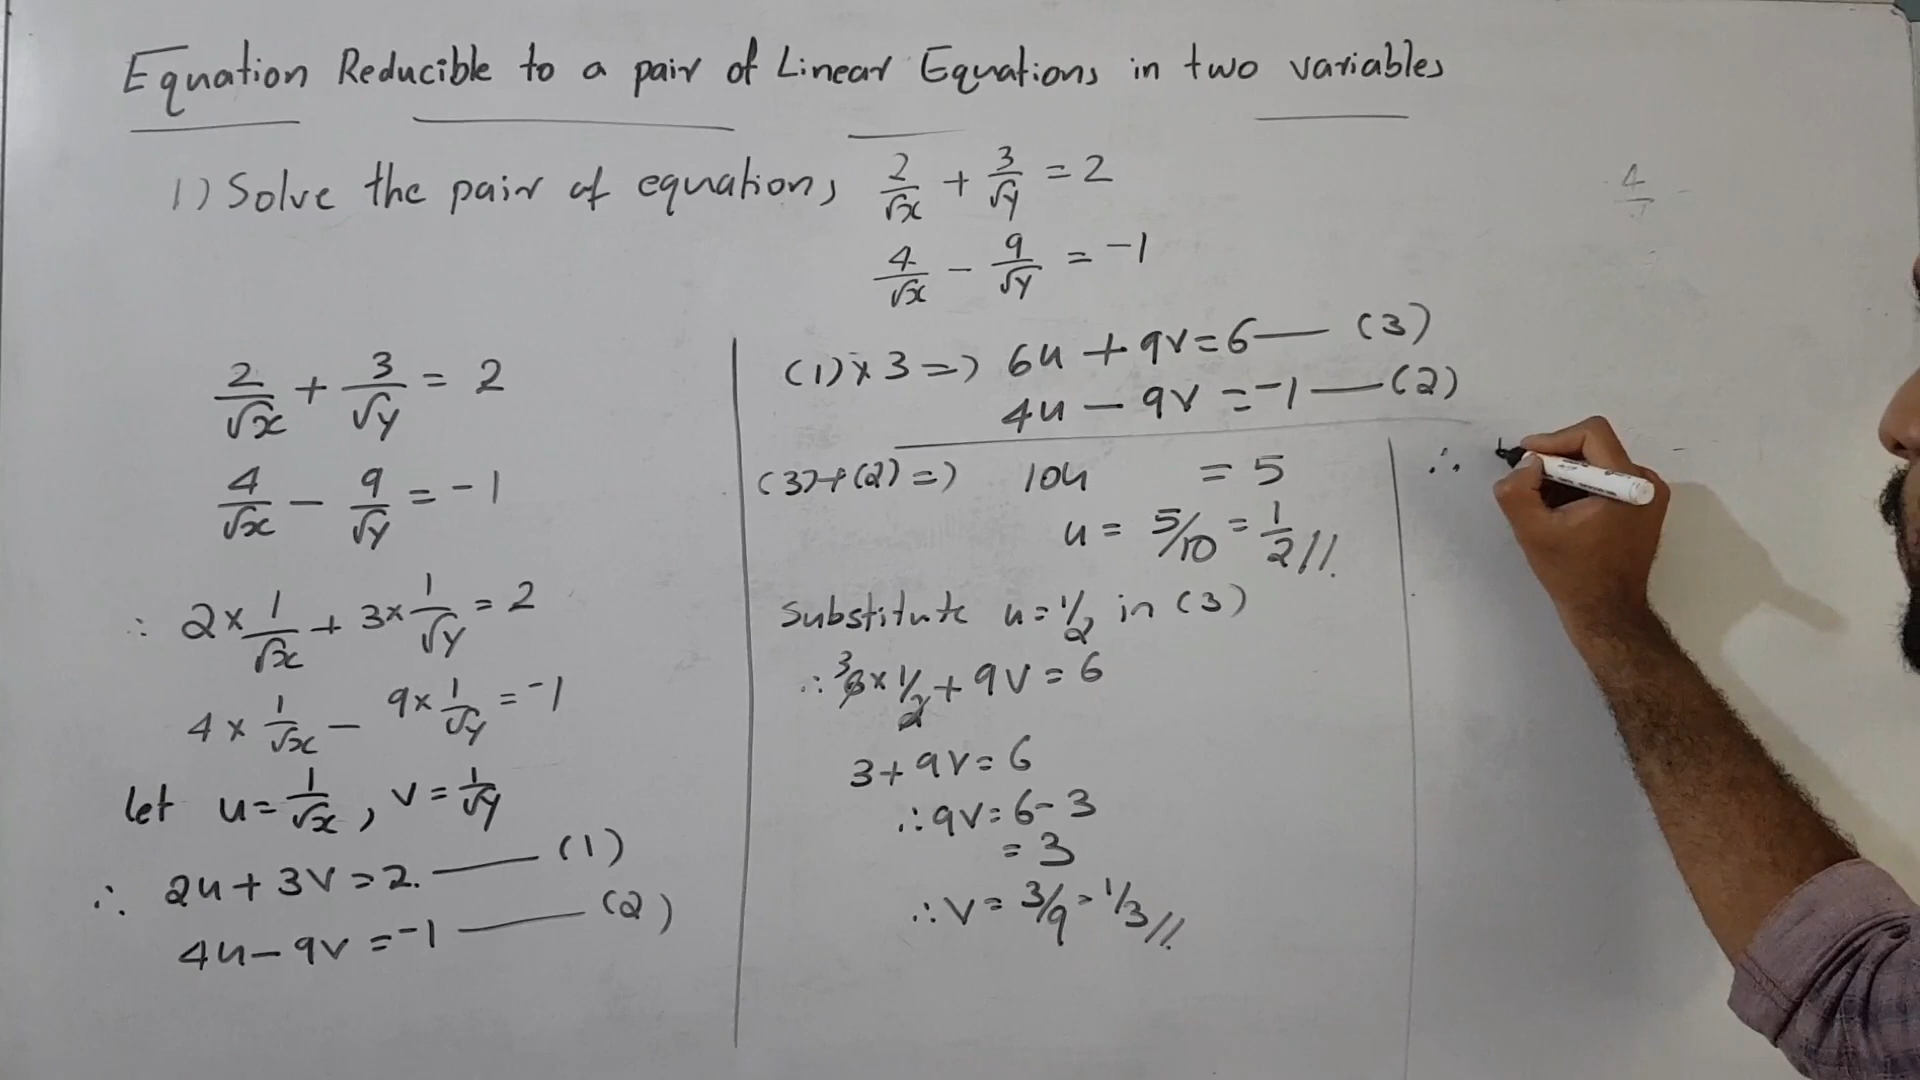 Equation Reducible to a pair of Linear Equations in two variables
1) Solve the pair of equations 2/√x + 3/√y = 2
4/√x - 9/√y = -1
2/√x + 3/√y = 2
4/√x - 9/√y = -1
∴ 2 × 1/√x + 3 × 1/√y = 2
4 × 1/√x - 9 × 1/√y = -1
let u = 1/√x , v = 1/√y
∴ 2u + 3v = 2. — (1)
4u - 9v = -1 — (2)
(1) × 3 => 6u + 9v = 6 — (3)
4u - 9v = -1 — (2)
(3) + (2) => 10u = 5
u = 5/10 = 1/2 //.
Substitute u = 1/2 in (3)
∴ 6 3 × 1/2 + 9v = 6
3 + 9v = 6
∴ 9v = 6 - 3
= 3
∴ v = 3/9 = 1/3 //.
∴
4